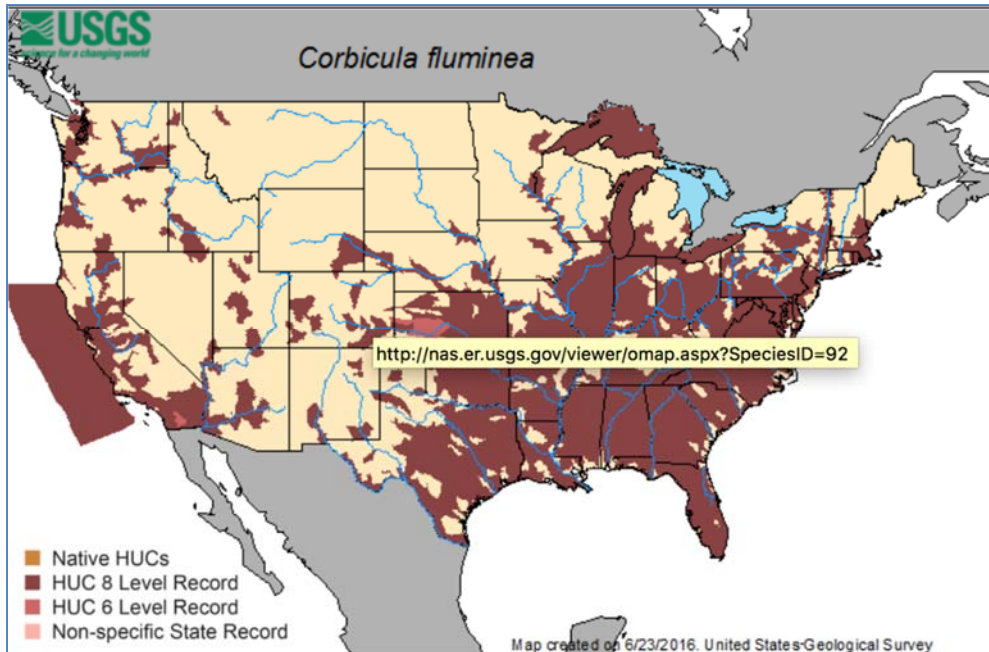 USGS
science for a changing world
Corbicula fluminea
http://nas.er.usgs.gov/viewer/omap.aspx?SpeciesID=92
Native HUCs
HUC 8 Level Record
HUC 6 Level Record
Non-specific State Record
Map created on 6/23/2016. United States-Geological Survey